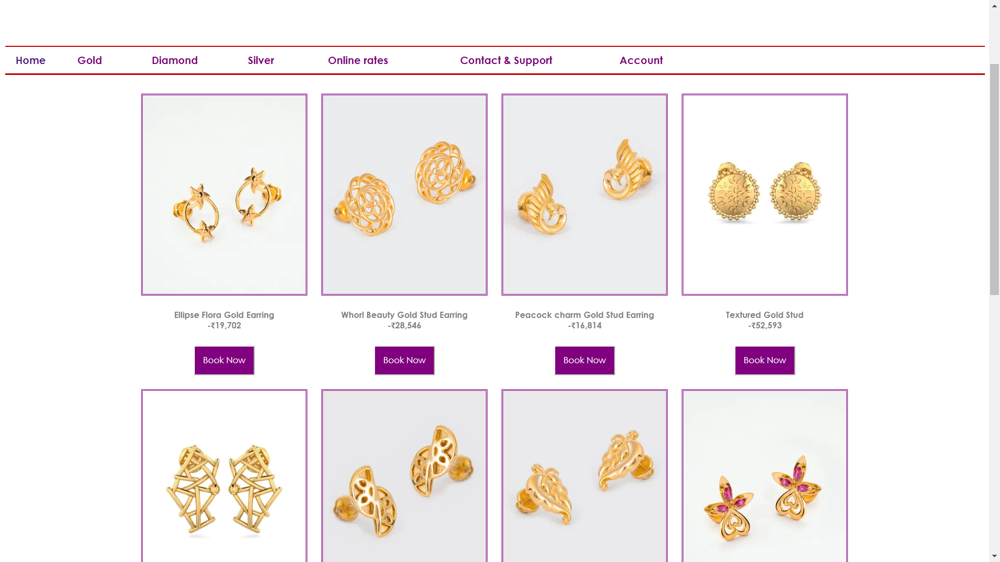 Home Gold Diamond Silver Online rates Contact & Support Account
Ellipse Flora Gold Earring
-₹19,702
Book Now
Whorl Beauty Gold Stud Earring
-₹28,546
Book Now
Peacock charm Gold Stud Earring
-₹16,814
Book Now
Textured Gold Stud
-₹52,593
Book Now